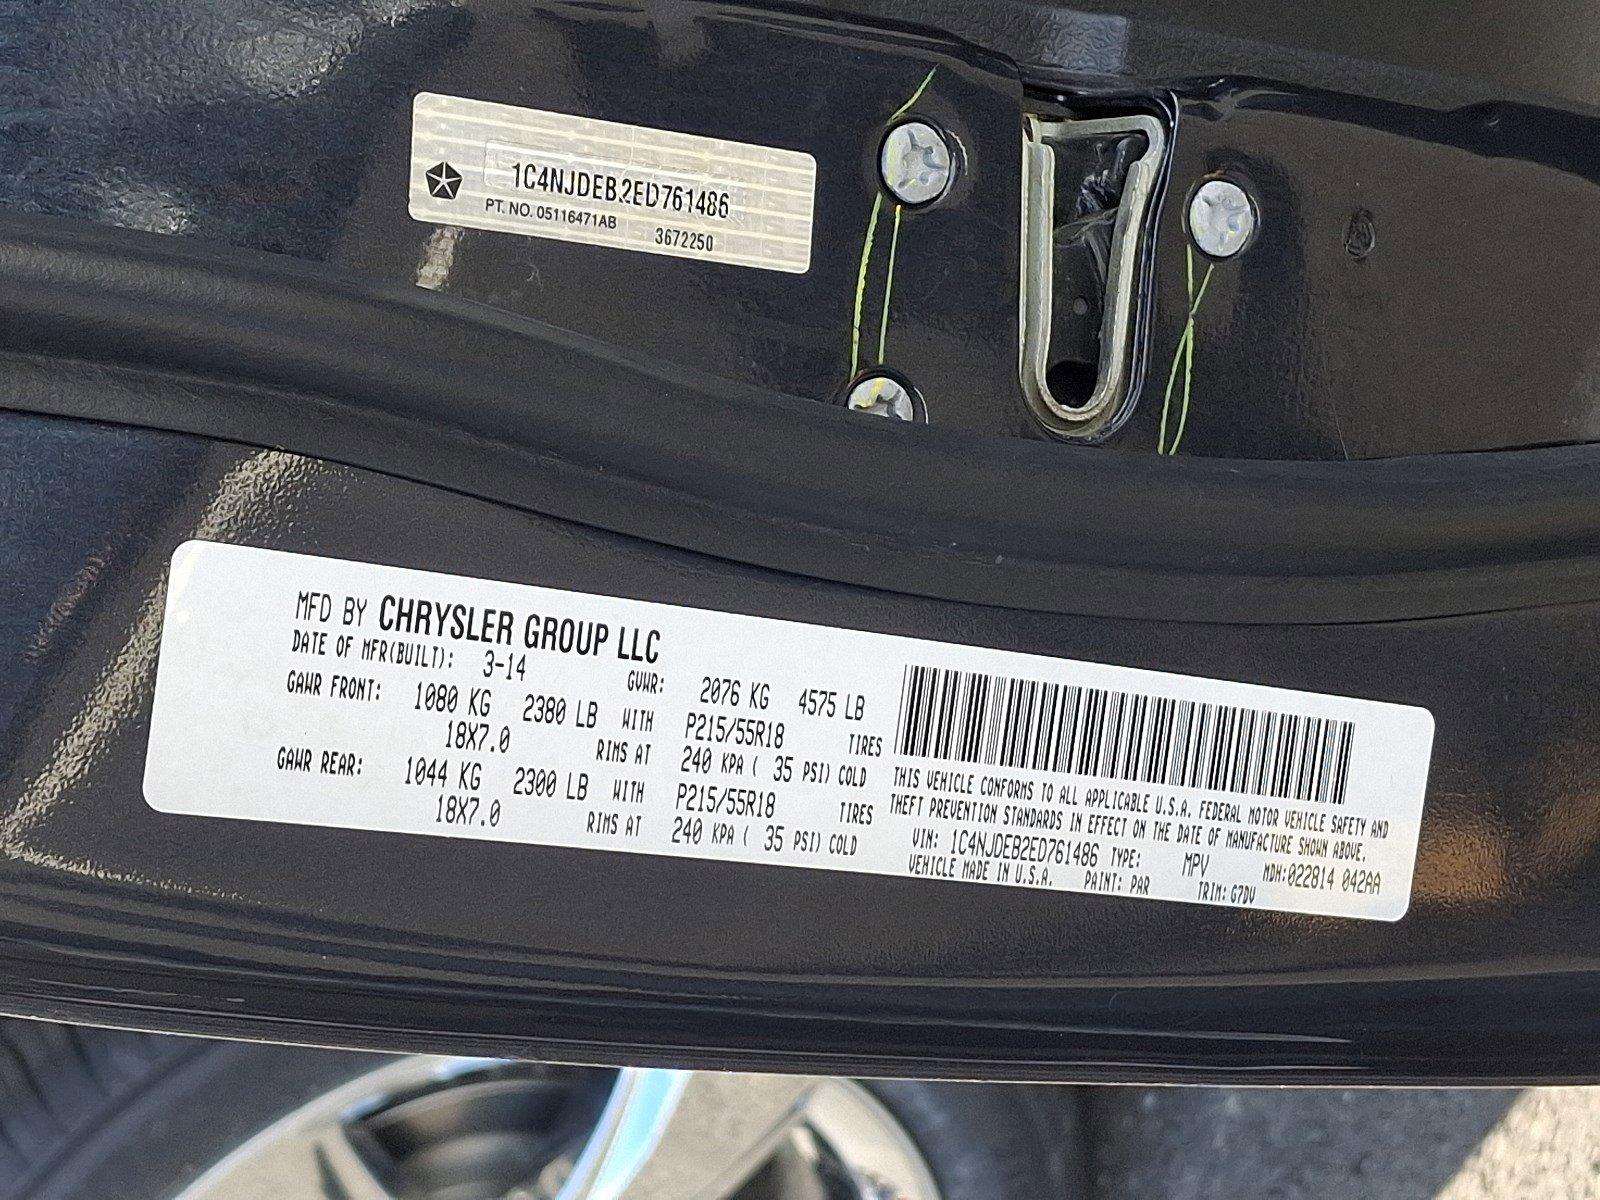 1C4NJDEB2ED761486
PT. NO. 05116471AB 3672250
MFD BY CHRYSLER GROUP LLC
DATE OF MFR(BUILT): 3-14 GVWR: 2076 KG 4575 LB
GAWR FRONT: 1080 KG 2380 LB WITH P215/55R18 TIRES
18X7.0 RIMS AT 240 KPA ( 35 PSI) COLD
GAWR REAR: 1044 KG 2300 LB WITH P215/55R18 TIRES
18X7.0 RIMS AT 240 KPA ( 35 PSI) COLD
THIS VEHICLE CONFORMS TO ALL APPLICABLE U.S.A. FEDERAL MOTOR VEHICLE SAFETY AND
THEFT PREVENTION STANDARDS IN EFFECT ON THE DATE OF MANUFACTURE SHOWN ABOVE.
VIN: 1C4NJDEB2ED761486 TYPE: MPV MDH:022814 042AA
VEHICLE MADE IN U.S.A. PAINT: PAR TRIM: G7DV